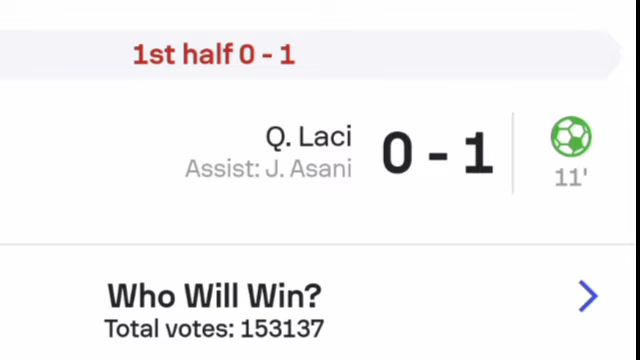 1st half 0 - 1
Q. Laci
Assist: J. Asani
0 - 1
11'
Who Will Win?
Total votes: 153137